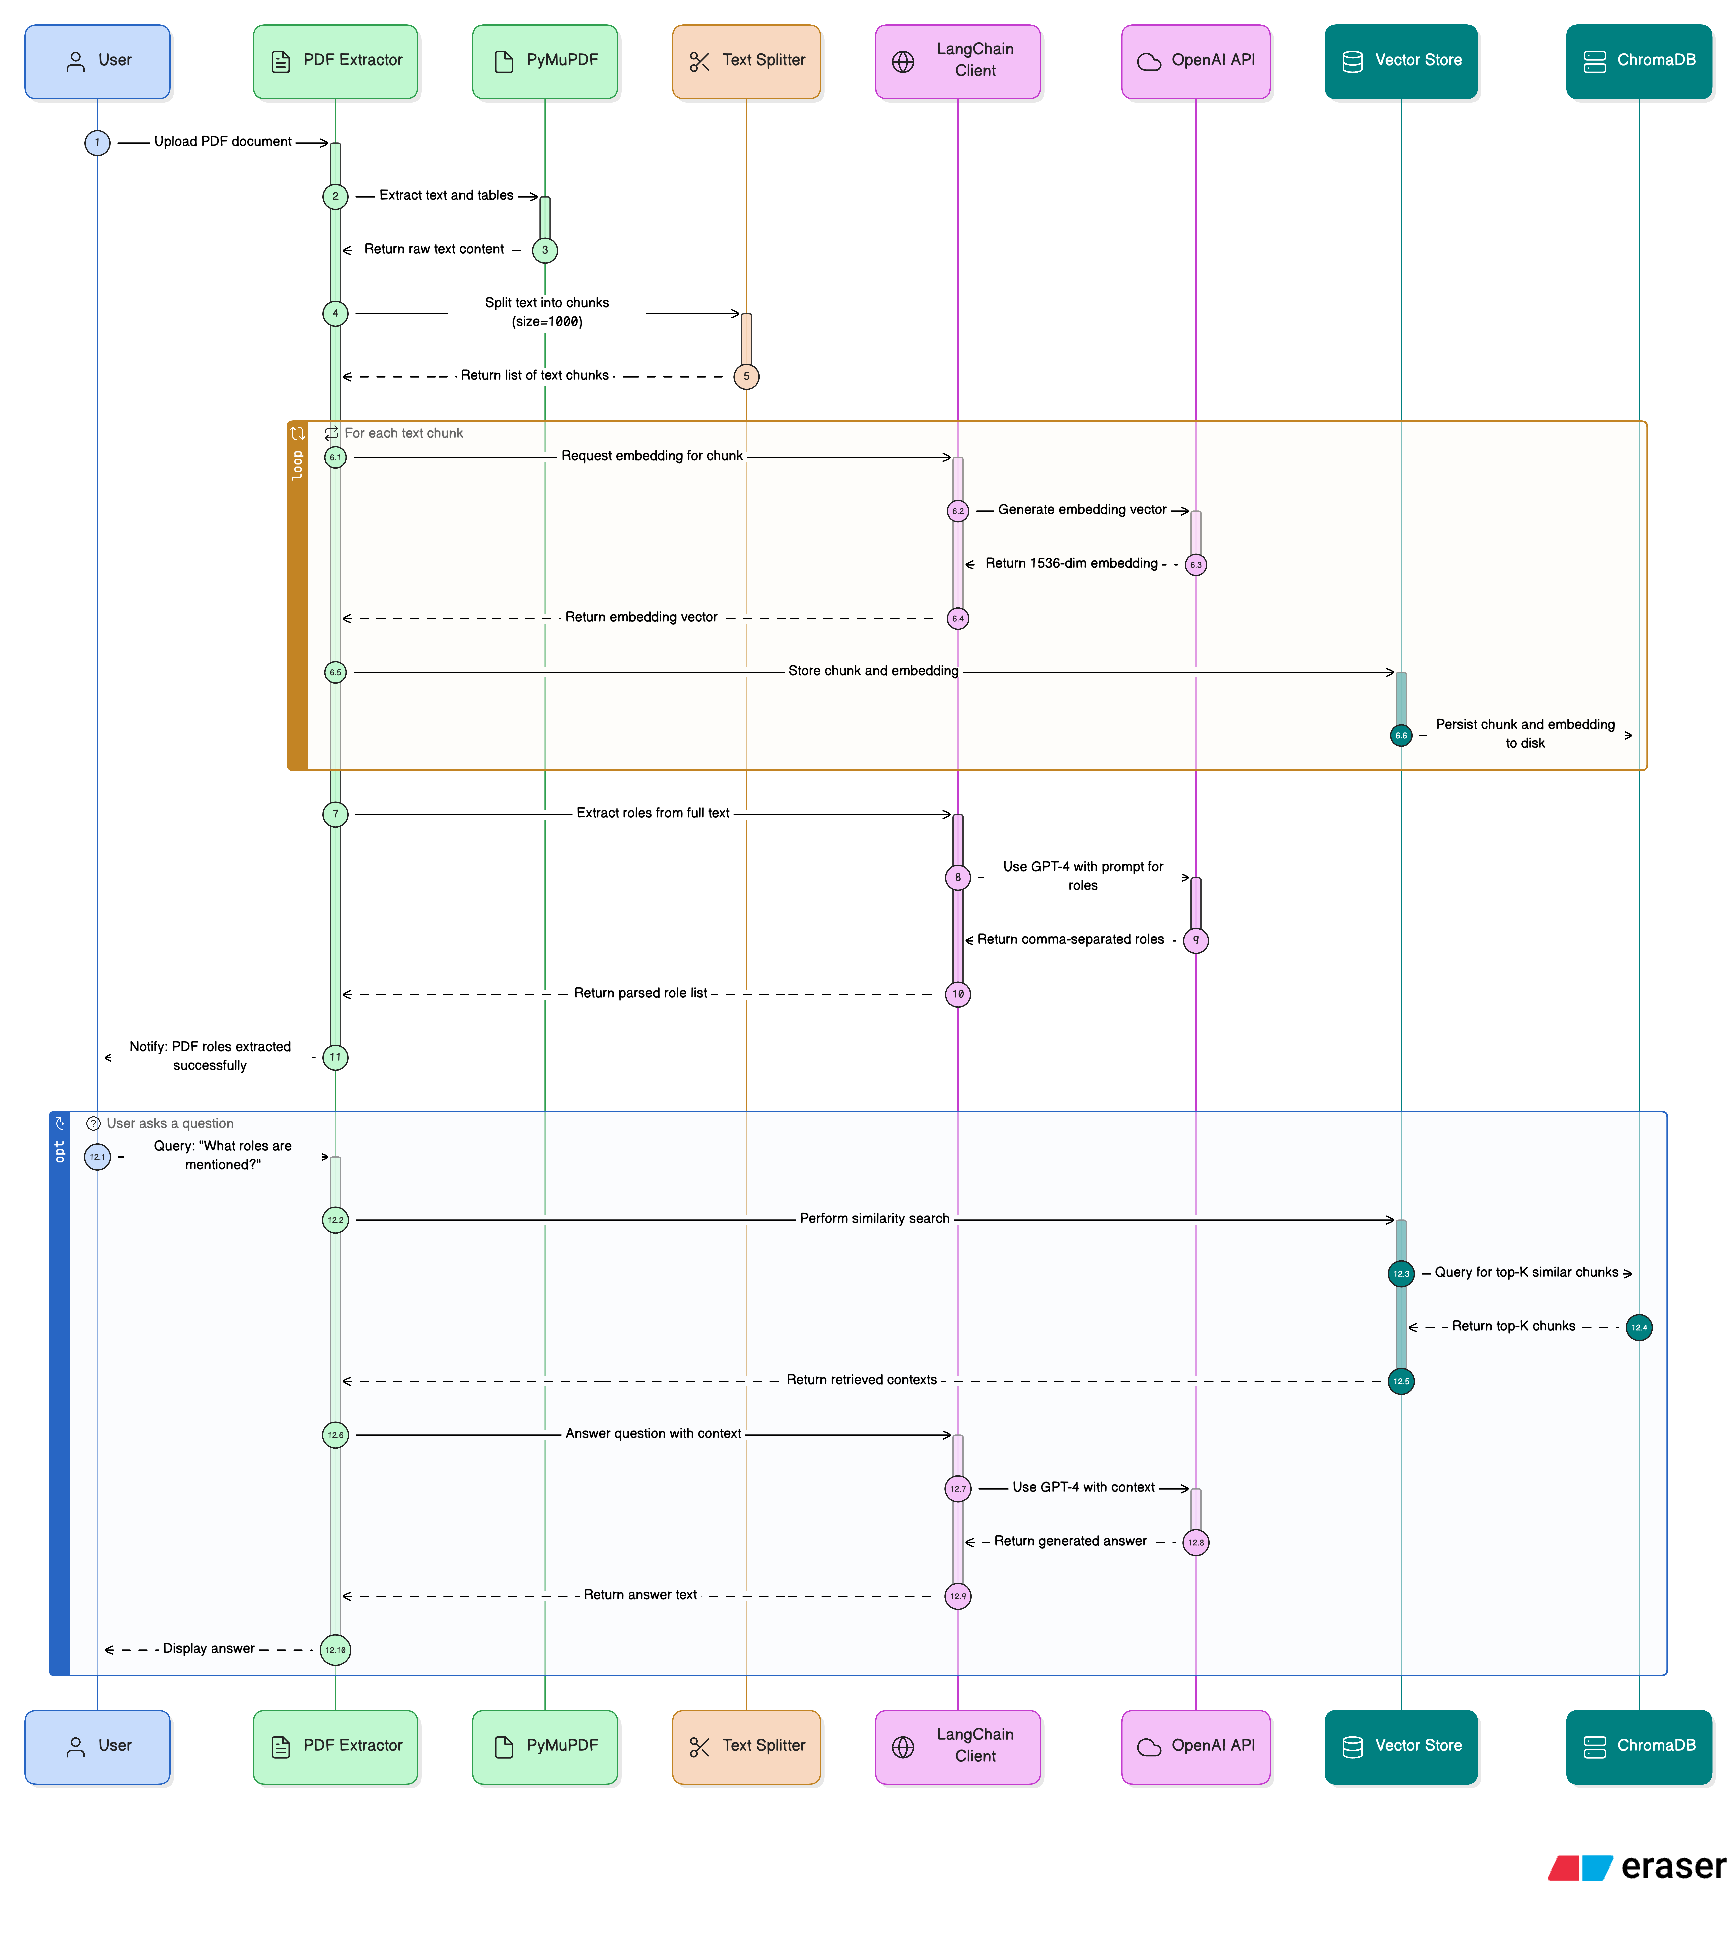 User
PDF Extractor
PyMuPDF
Text Splitter
LangChain
Client
OpenAI API
Vector Store
ChromaDB
1
Upload PDF document
2
Extract text and tables
Return raw text content
3
4
Split text into chunks
(size=1000)
Return list of text chunks
5
loop
For each text chunk
6.1
Request embedding for chunk
6.2
Generate embedding vector
Return 1536-dim embedding
6.3
Return embedding vector
6.4
6.5
Store chunk and embedding
6.6
Persist chunk and embedding
to disk
7
Extract roles from full text
8
Use GPT-4 with prompt for
roles
Return comma-separated roles
9
Return parsed role list
10
Notify: PDF roles extracted
successfully
11
opt
User asks a question
12.1
Query: "What roles are
mentioned?"
12.2
Perform similarity search
12.3
Query for top-K similar chunks
Return top-K chunks
12.4
Return retrieved contexts
12.5
12.6
Answer question with context
12.7
Use GPT-4 with context
Return generated answer
12.8
Return answer text
12.9
Display answer
12.10
User
PDF Extractor
PyMuPDF
Text Splitter
LangChain
Client
OpenAI API
Vector Store
ChromaDB
eraser